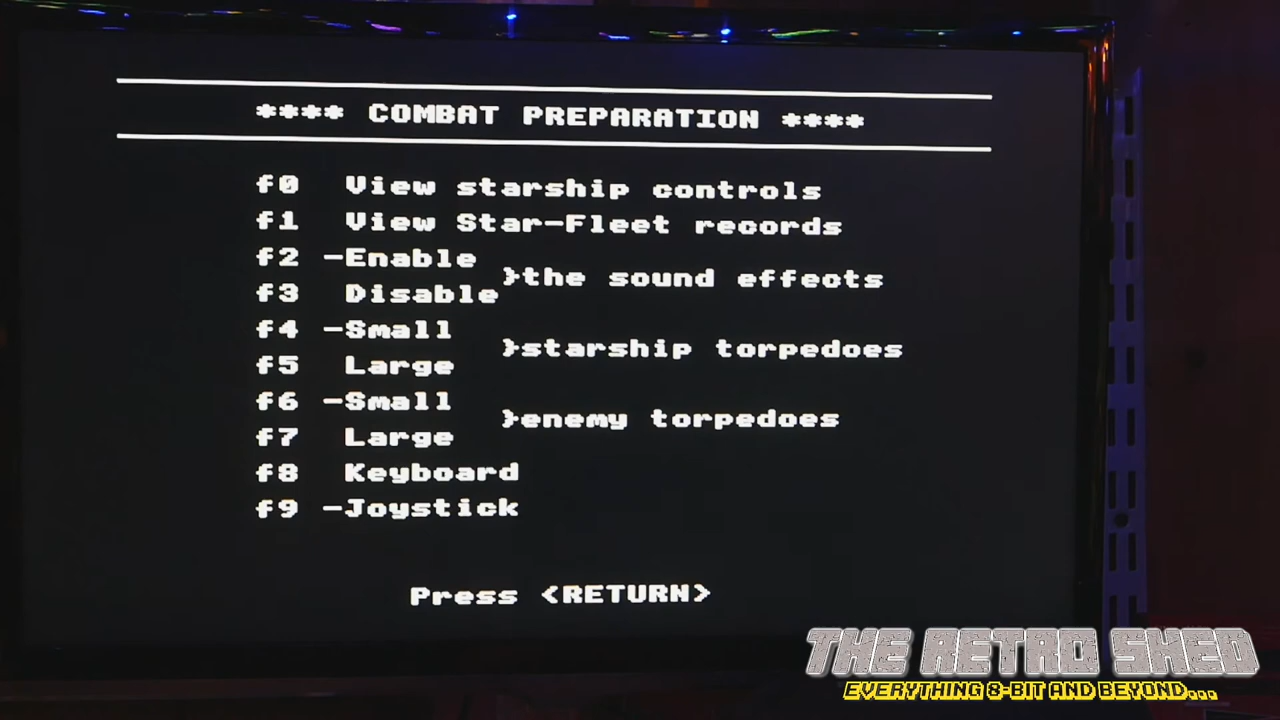 **** COMBAT PREPARATION ****
f0 View starship controls
f1 View Star-Fleet records
f2 -Enable
}the sound effects
f3 Disable
f4 -Small
}starship torpedoes
f5 Large
f6 -Small
}enemy torpedoes
f7 Large
f8 Keyboard
f9 -Joystick
Press <RETURN>
THE RETRO SHED
EVERYTHING 8-BIT AND BEYOND...